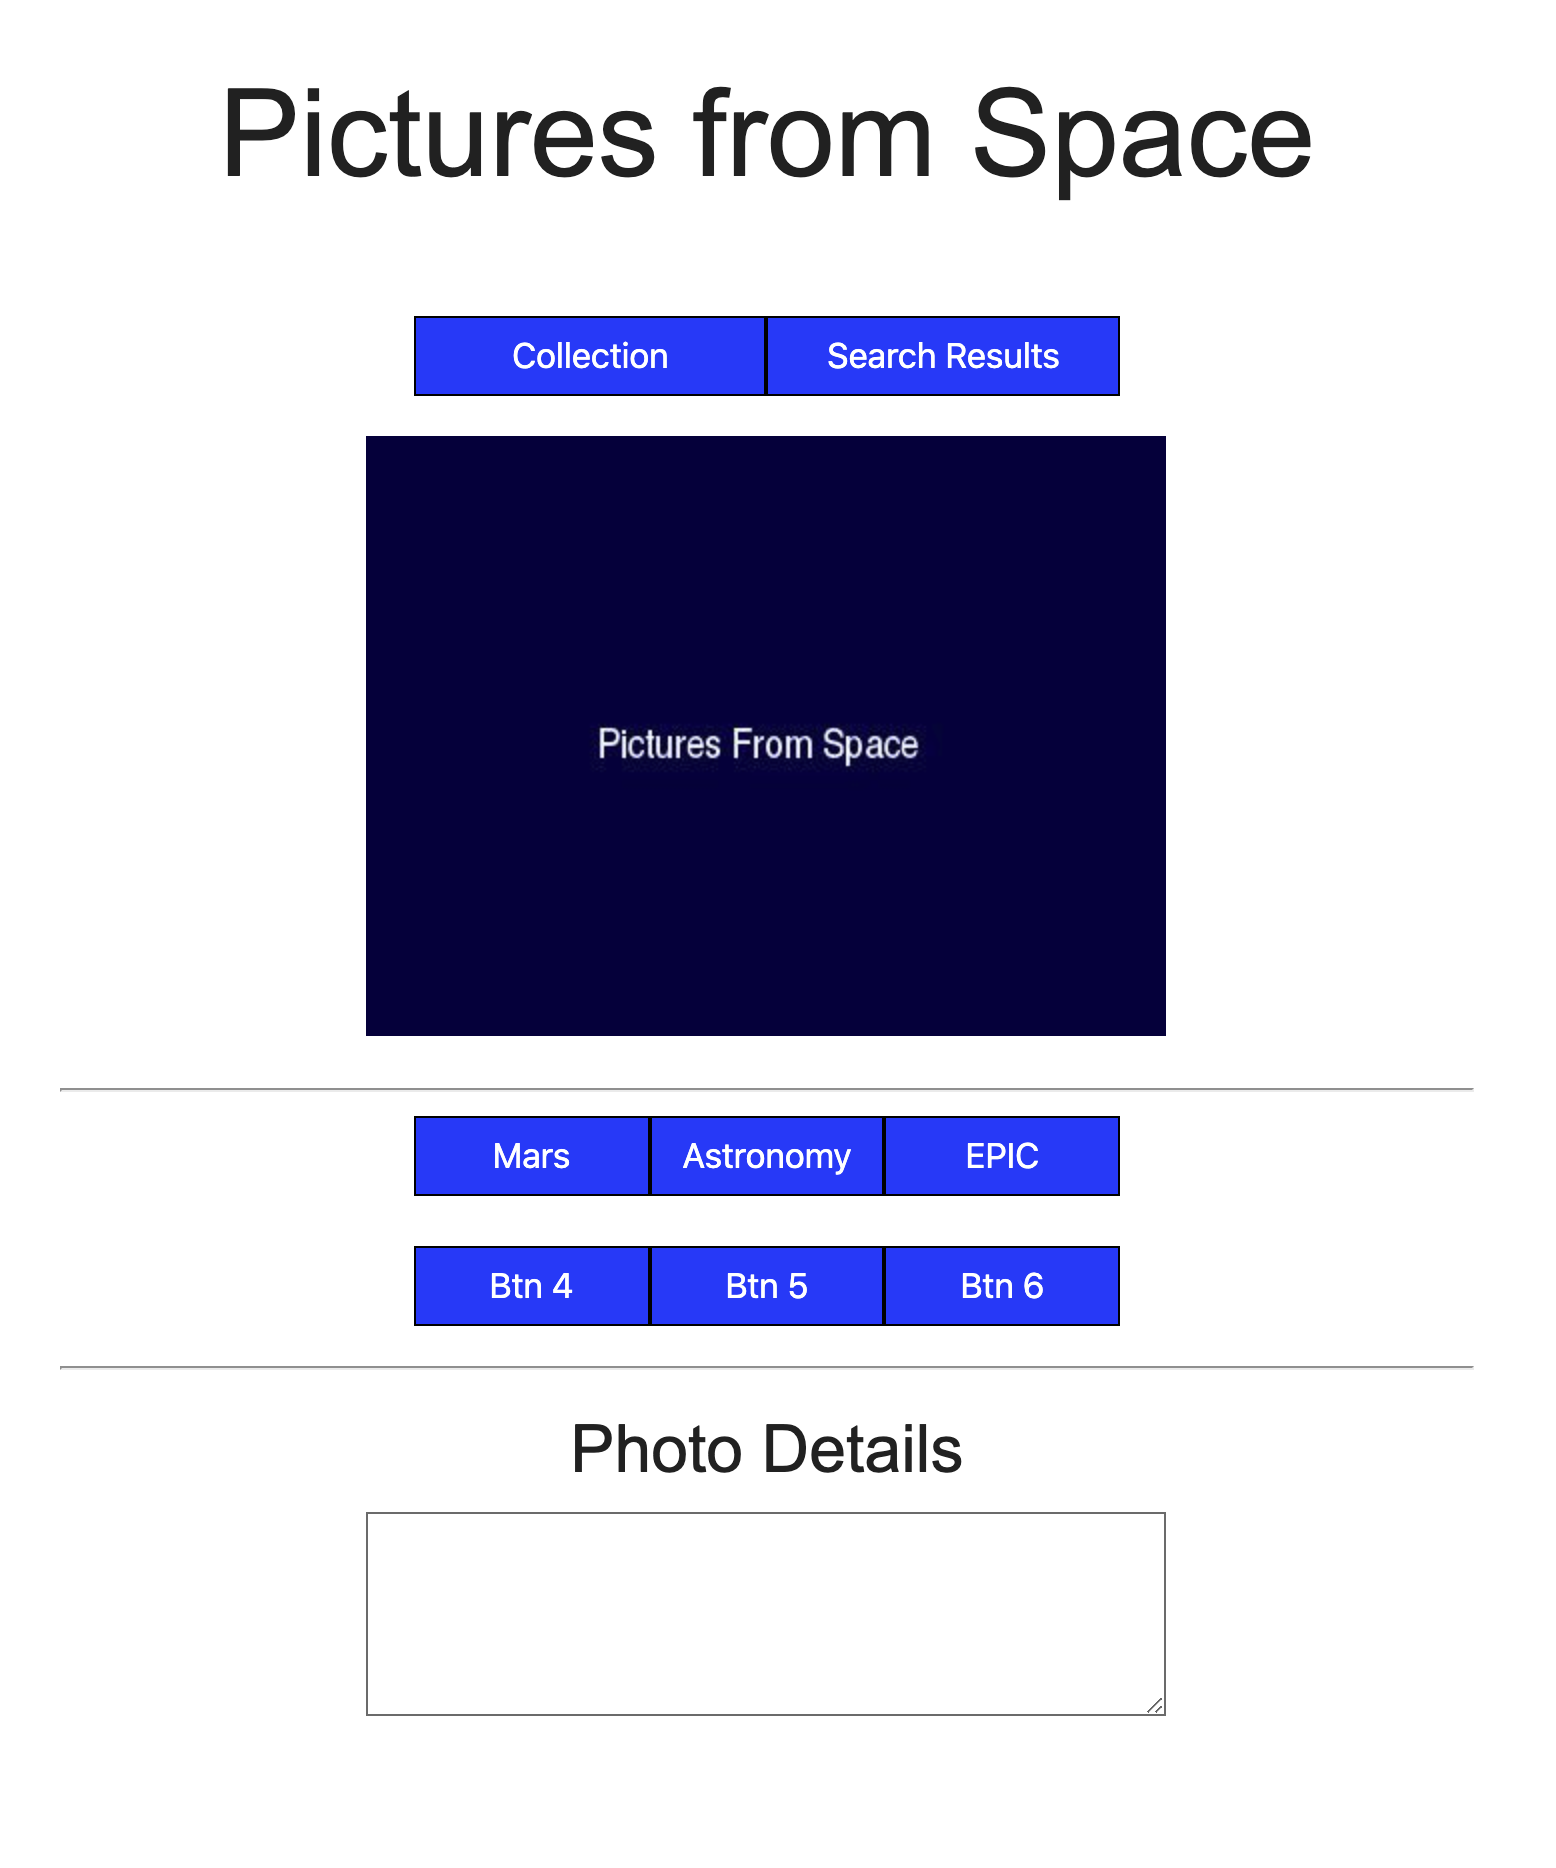 Pictures from Space
Collection
Search Results
Pictures From Space
Mars
Astronomy
EPIC
Btn 4
Btn 5
Btn 6
Photo Details